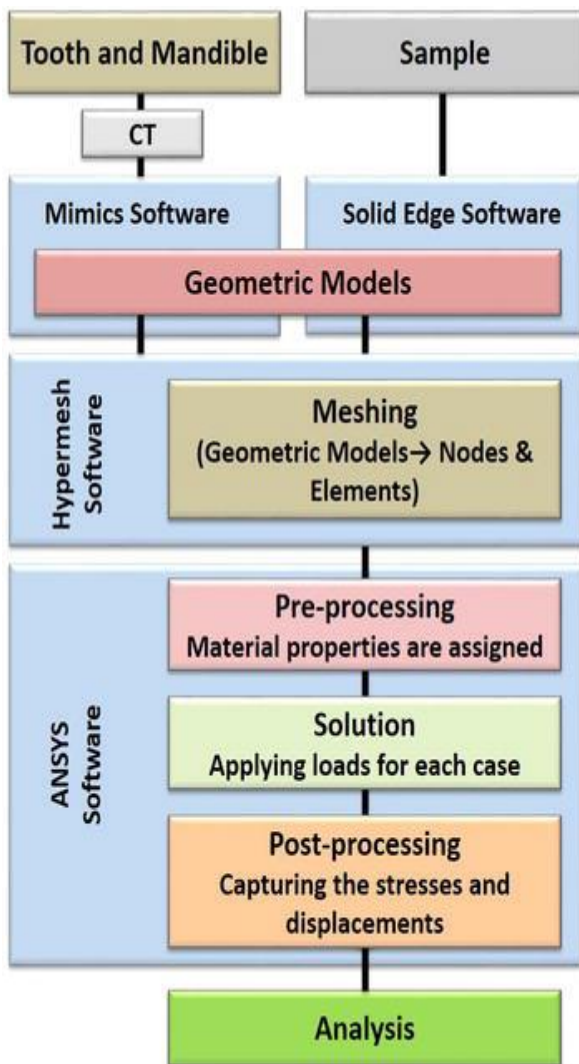 Tooth and Mandible
Sample
CT
Mimics Software
Solid Edge Software
Geometric Models
Hypermesh
Software
Meshing
(Geometric Models→ Nodes &
Elements)
ANSYS
Software
Pre-processing
Material properties are assigned
Solution
Applying loads for each case
Post-processing
Capturing the stresses and
displacements
Analysis